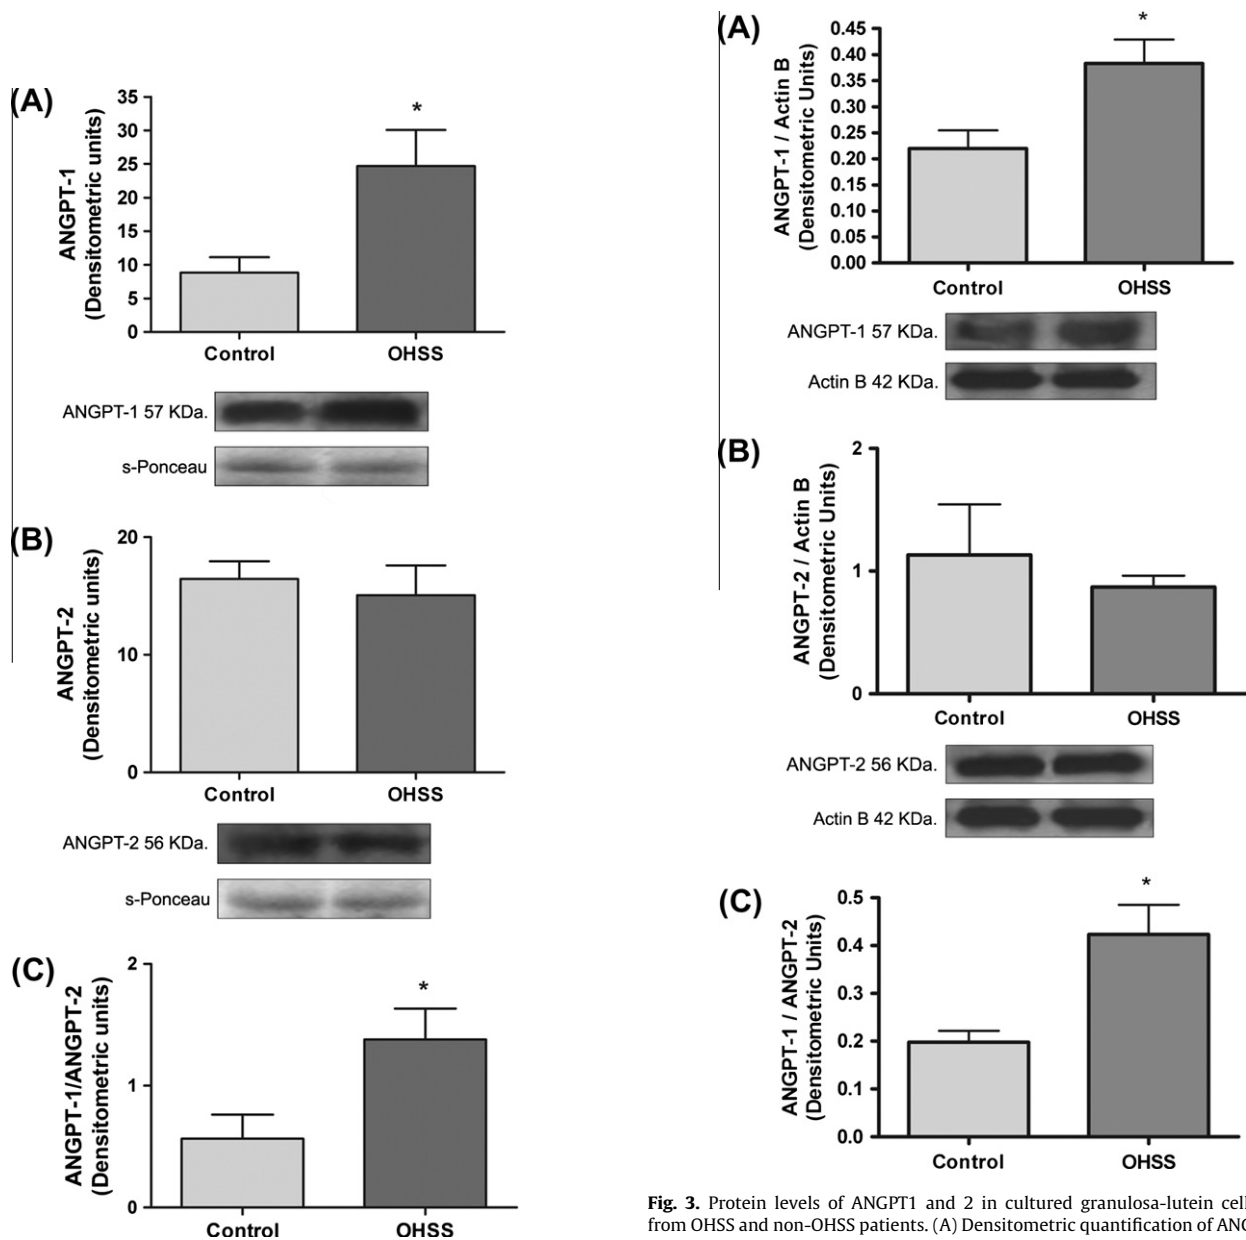 (A)
ANGPT-1
(Densitometric units)
35
30
25
20
15
10
5
0
*
Control OHSS
ANGPT-1 57 KDa.
s-Ponceau
(B)
ANGPT-2
(Densitometric units)
20
10
0
Control OHSS
ANGPT-2 56 KDa.
s-Ponceau
(C)
ANGPT-1/ANGPT-2
(Densitometric units)
2
1
0
*
Control OHSS
(A)
ANGPT-1 / Actin B
(Densitometric Units)
0.45
0.40
0.35
0.30
0.25
0.20
0.15
0.10
0.05
0.00
*
Control OHSS
ANGPT-1 57 KDa.
Actin B 42 KDa.
(B)
ANGPT-2 / Actin B
(Densitometric Units)
2
1
0
Control OHSS
ANGPT-2 56 KDa.
Actin B 42 KDa.
(C)
ANGPT-1 / ANGPT-2
(Densitometric Units)
0.5
0.4
0.3
0.2
0.1
0.0
*
Control OHSS
Fig. 3. Protein levels of ANGPT1 and 2 in cultured granulosa-lutein cell
from OHSS and non-OHSS patients. (A) Densitometric quantification of ANG